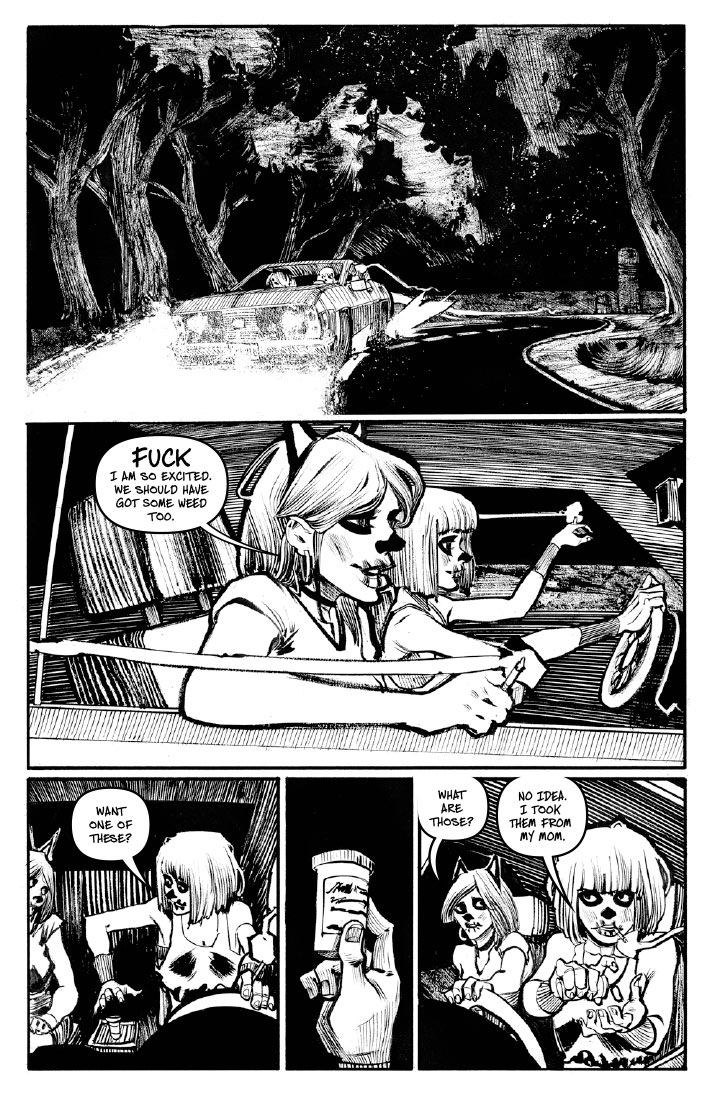 FUCK
I AM SO EXCITED.
WE SHOULD HAVE
GOT SOME WEED
TOO.
WANT
ONE OF
THESE?
WHAT
ARE
THOSE?
NO IDEA.
I TOOK
THEM FROM
MY MOM.